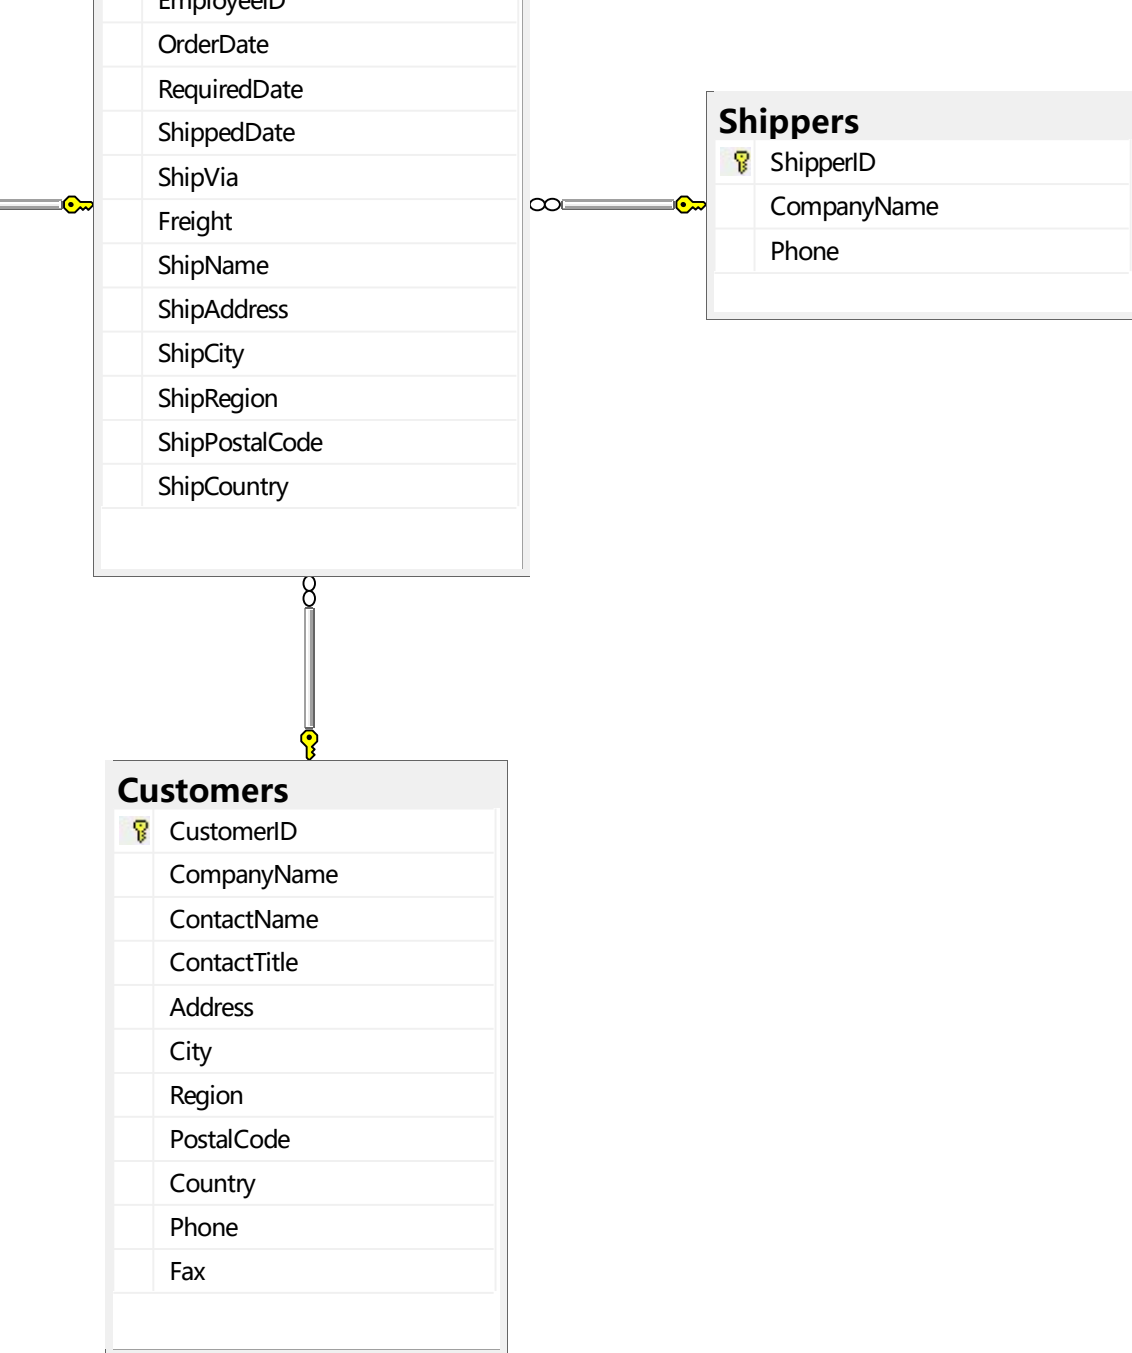 EmployeeID
OrderDate
RequiredDate
ShippedDate
ShipVia
Freight
ShipName
ShipAddress
ShipCity
ShipRegion
ShipPostalCode
ShipCountry
Shippers
ShipperID
CompanyName
Phone
Customers
CustomerID
CompanyName
ContactName
ContactTitle
Address
City
Region
PostalCode
Country
Phone
Fax